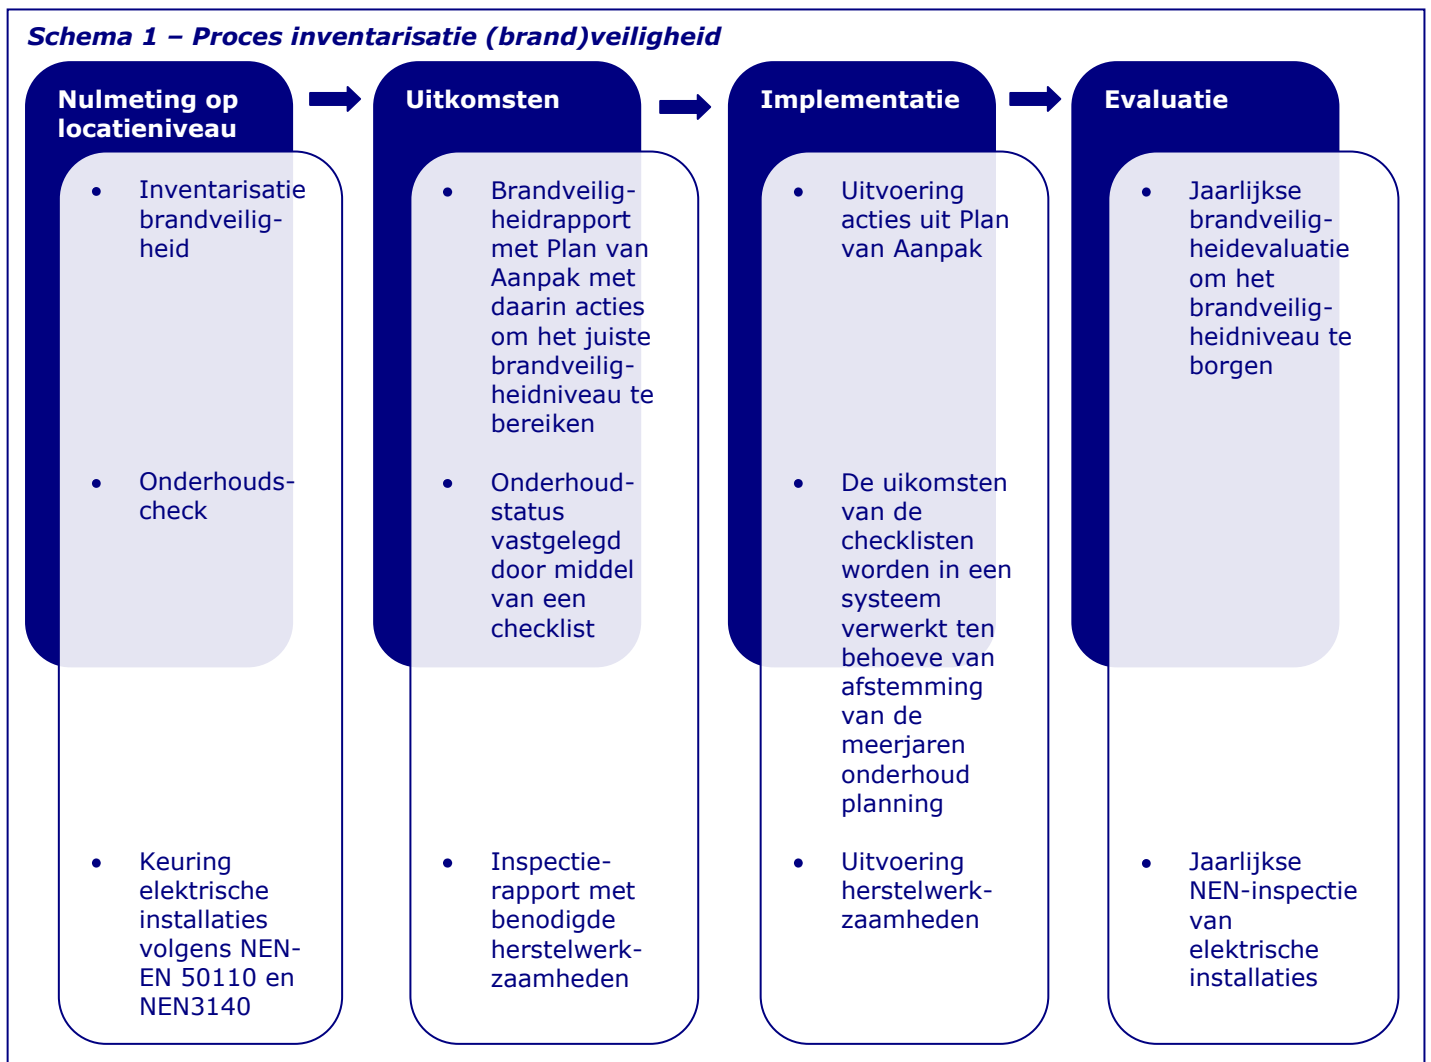 Schema 1 – Proces inventarisatie (brand)veiligheid
Nulmeting op
locatieniveau
• Inventarisatie
brandveilig-
heid
• Onderhouds-
check
• Keuring
elektrische
installaties
volgens NEN-
EN 50110 en
NEN3140
Uitkomsten
• Brandveilig-
heidrapport
met Plan van
Aanpak met
daarin acties
om het juiste
brandveilig-
heidniveau te
bereiken
• Onderhoud-
status
vastgelegd
door middel
van een
checklist
• Inspectie-
rapport met
benodigde
herstelwerk-
zaamheden
Implementatie
• Uitvoering
acties uit Plan
van Aanpak
• De uikomsten
van de
checklisten
worden in een
systeem
verwerkt ten
behoeve van
afstemming
van de
meerjaren
onderhoud
planning
• Uitvoering
herstelwerk-
zaamheden
Evaluatie
• Jaarlijkse
brandveilig-
heidevaluatie
om het
brandveilig-
heidniveau te
borgen
• Jaarlijkse
NEN-inspectie
van
elektrische
installaties